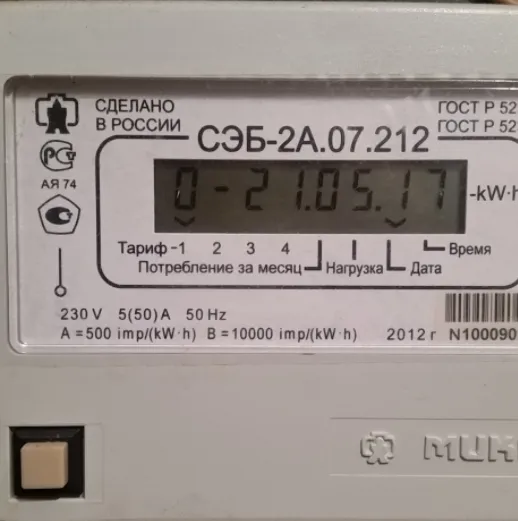 СДЕЛАНО
В РОССИИ
ГОСТ Р 52
ГОСТ Р 52
СЭБ-2А.07.212
РСТ
АЯ 74
0-21.05.17
-kW·h
Тариф -1 2 3 4
Время
Потребление за месяц
Нагрузка
Дата
230 V 5(50) A 50 Hz
A = 500 imp/(kW·h) B = 10000 imp/(kW·h) 2012 г N100090